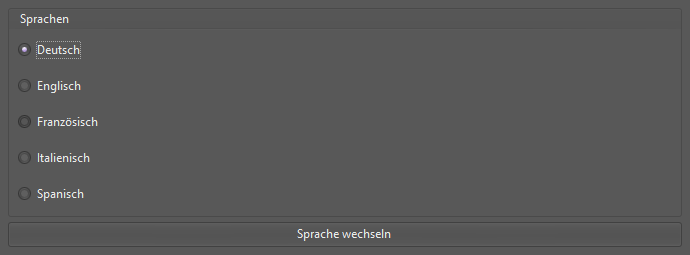 Sprachen
Deutsch
Englisch
Französisch
Italienisch
Spanisch
Sprache wechseln